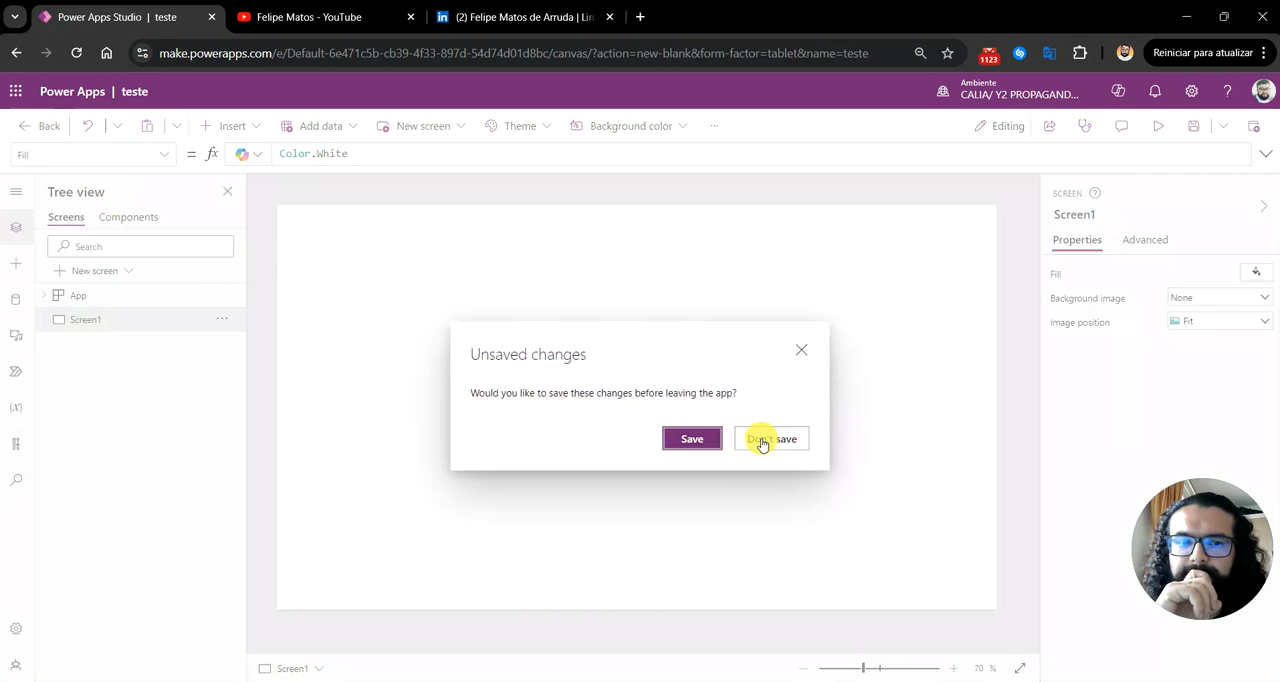 Power Apps Studio | teste
Felipe Matos - YouTube
(2) Felipe Matos de Arruda | Lin
make.powerapps.com/e/Default-6e471c5b-cb39-4f33-897d-54d74d01d8bc/canvas/?action=new-blank&form-factor=tablet&name=teste
1123
Reiniciar para atualizar
Power Apps | teste
Ambiente
CALIA/ Y2 PROPAGAND...
Back
Insert
Add data
New screen
Theme
Background color
...
Editing
Fill
= fx
Color.White
Tree view
Screens
Components
Search
New screen
App
Screen1
...
SCREEN
Screen1
Properties
Advanced
Fill
Background image
None
Image position
Fit
Unsaved changes
Would you like to save these changes before leaving the app?
Save
Don't save
Screen1
70 %